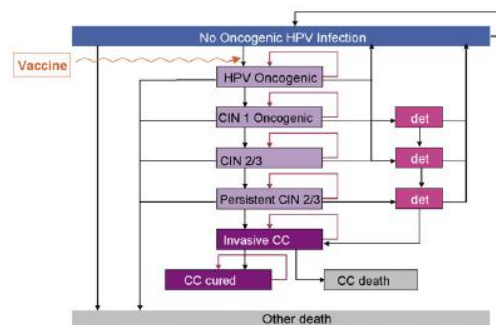 No Oncogenic HPV Infection
Vaccine
HPV Oncogenic
CIN 1 Oncogenic
det
CIN 2/3
det
Persistent CIN 2/3
det
Invasive CC
CC cured
CC death
Other death